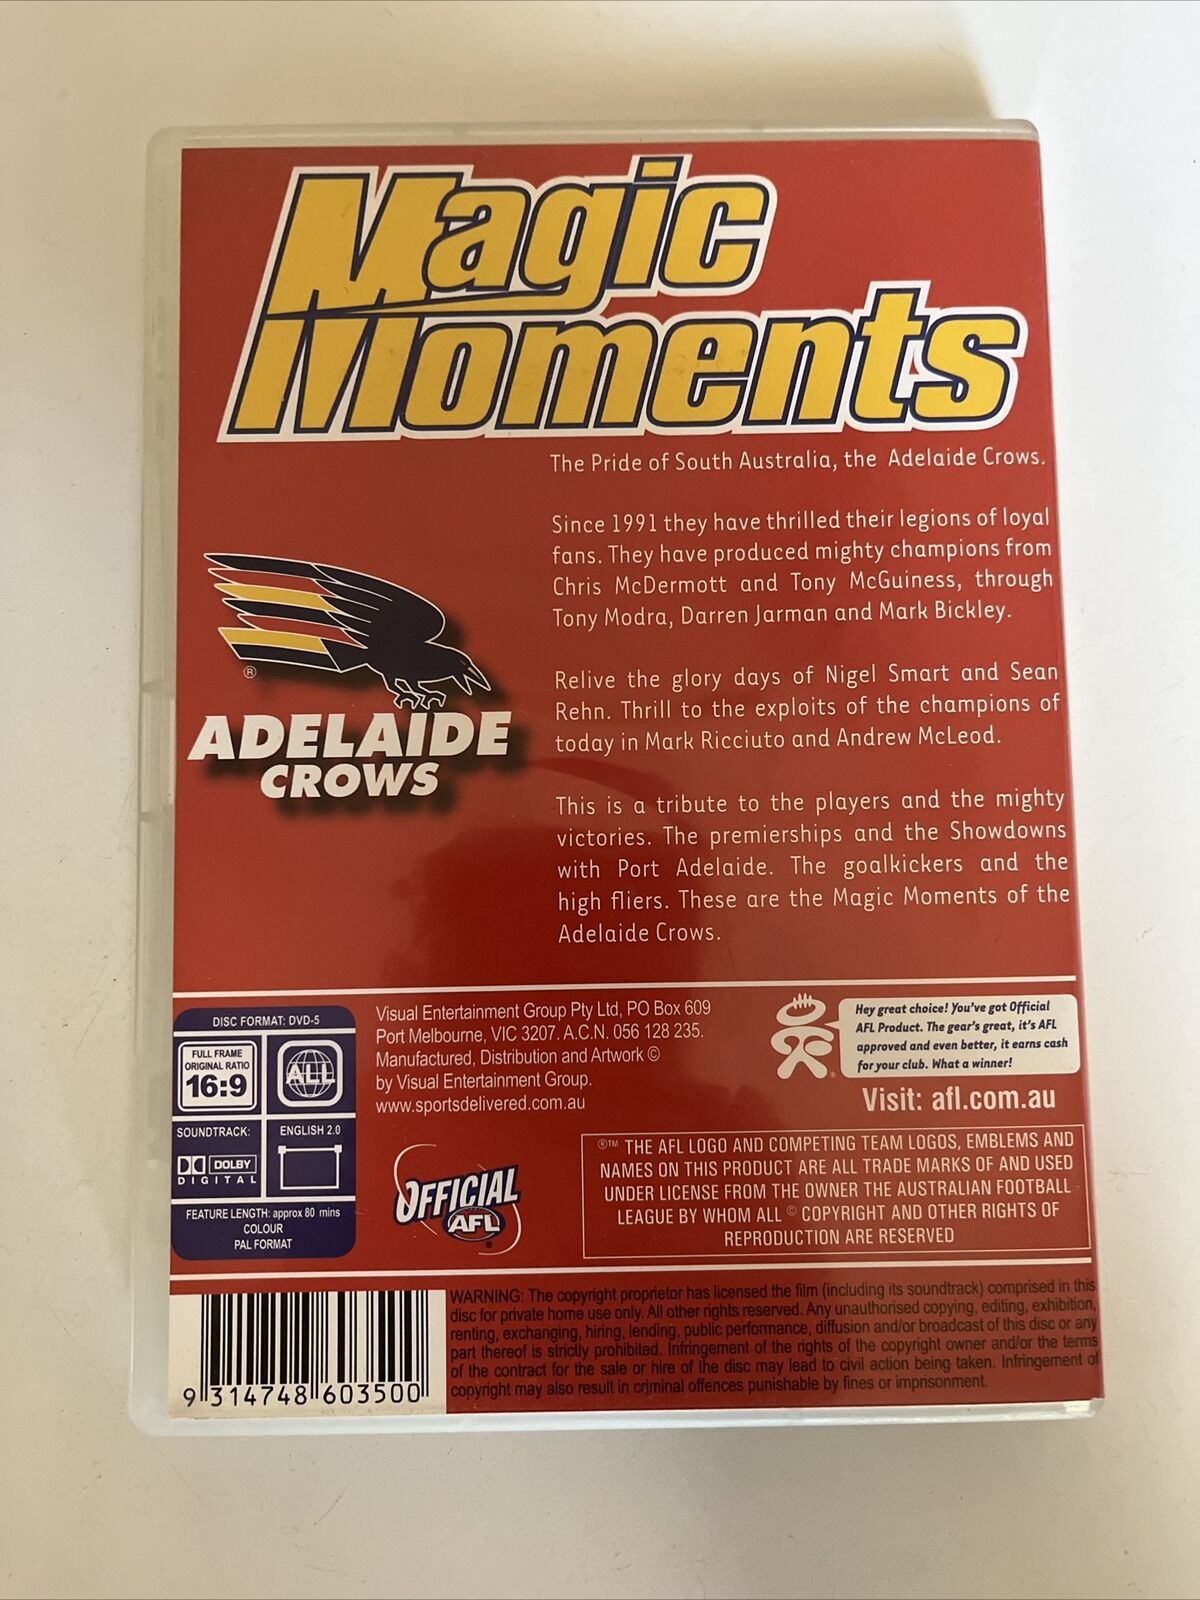 Magic
Moments
The Pride of South Australia, the Adelaide Crows.
Since 1991 they have thrilled their legions of loyal
fans. They have produced mighty champions from
Chris McDermott and Tony McGuiness, through
Tony Modra, Darren Jarman and Mark Bickley.
Relive the glory days of Nigel Smart and Sean
Rehn. Thrill to the exploits of the champions of
today in Mark Ricciuto and Andrew McLeod.
This is a tribute to the players and the mighty
victories. The premierships and the Showdowns
with Port Adelaide. The goalkickers and the
high fliers. These are the Magic Moments of the
Adelaide Crows.
®
ADELAIDE
CROWS
DISC FORMAT: DVD-5
FULL FRAME
ORIGINAL RATIO
16:9
ALL
SOUNDTRACK:
DOLBY
DIGITAL
ENGLISH 2.0
FEATURE LENGTH: approx 80 mins
COLOUR
PAL FORMAT
Visual Entertainment Group Pty Ltd, PO Box 609
Port Melbourne, VIC 3207. A.C.N. 056 128 235.
Manufactured, Distribution and Artwork ©
by Visual Entertainment Group.
www.sportsdelivered.com.au
Hey great choice! You've got Official
AFL Product. The gear's great, it's AFL
approved and even better, it earns cash
for your club. What a winner!
Visit: afl.com.au
OFFICIAL
AFL
®™ THE AFL LOGO AND COMPETING TEAM LOGOS, EMBLEMS AND
NAMES ON THIS PRODUCT ARE ALL TRADE MARKS OF AND USED
UNDER LICENSE FROM THE OWNER THE AUSTRALIAN FOOTBALL
LEAGUE BY WHOM ALL © COPYRIGHT AND OTHER RIGHTS OF
REPRODUCTION ARE RESERVED
WARNING: The copyright proprietor has licensed the film (including its soundtrack) comprised in this
disc for private home use only. All other rights reserved. Any unauthorised copying, editing, exhibition,
renting, exchanging, hiring, lending, public performance, diffusion and/or broadcast of this disc or any
part thereof is strictly prohibited. Infringement of the rights of the copyright owner and/or the terms
of the contract for the sale or hire of the disc may lead to civil action being taken. Infringement of
copyright may also result in criminal offences punishable by fines or imprisonment.
9 314748 603500